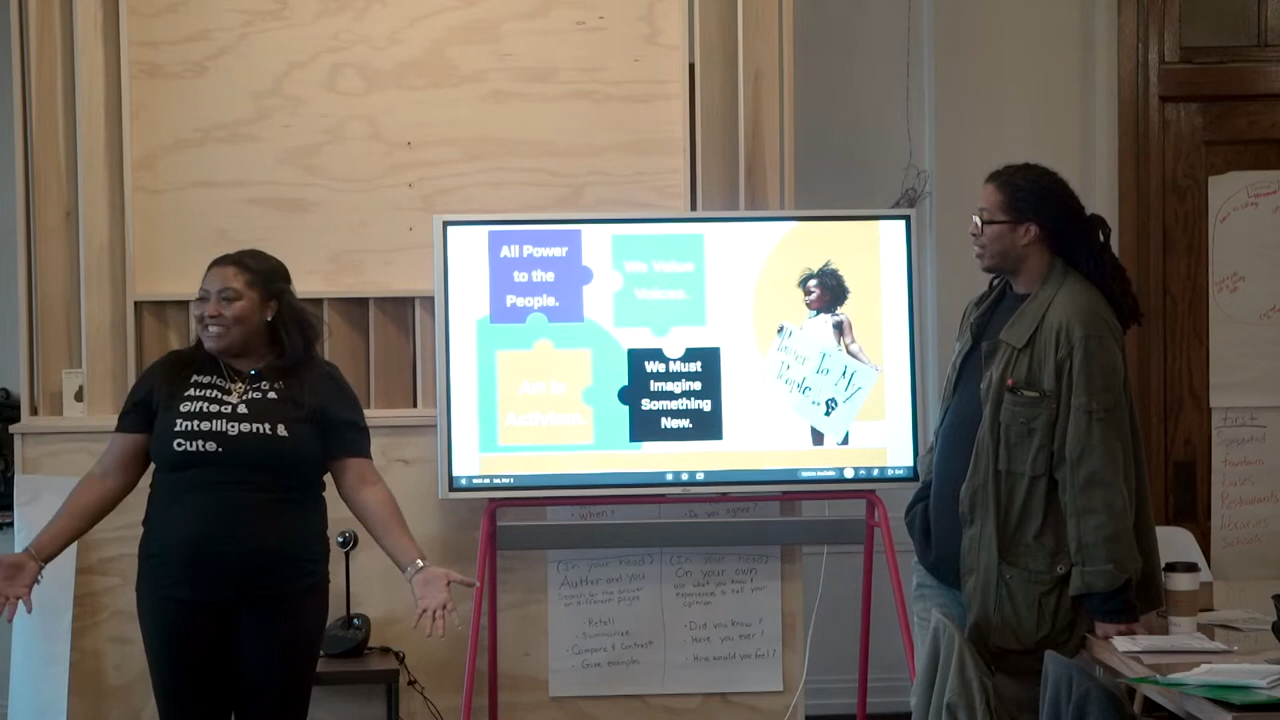 Authentic &
Gifted &
Intelligent &
Cute.
All Power
to the
People.
We Value
Voices.
Art is
Activism.
We Must
Imagine
Something
New.
Power To My
People...
when?
Do you agree?
(In your head)
Author and you
Search for the answer
on different pages
Retell
Summarize
Compare & Contrast
Give examples
(In your head)
On your own
use what you know &
experiences to tell your
opinion
Did you know?
Have you ever?
How would you feel?
first
Segregated
freedom
buses
Restaurants
libraries
schools